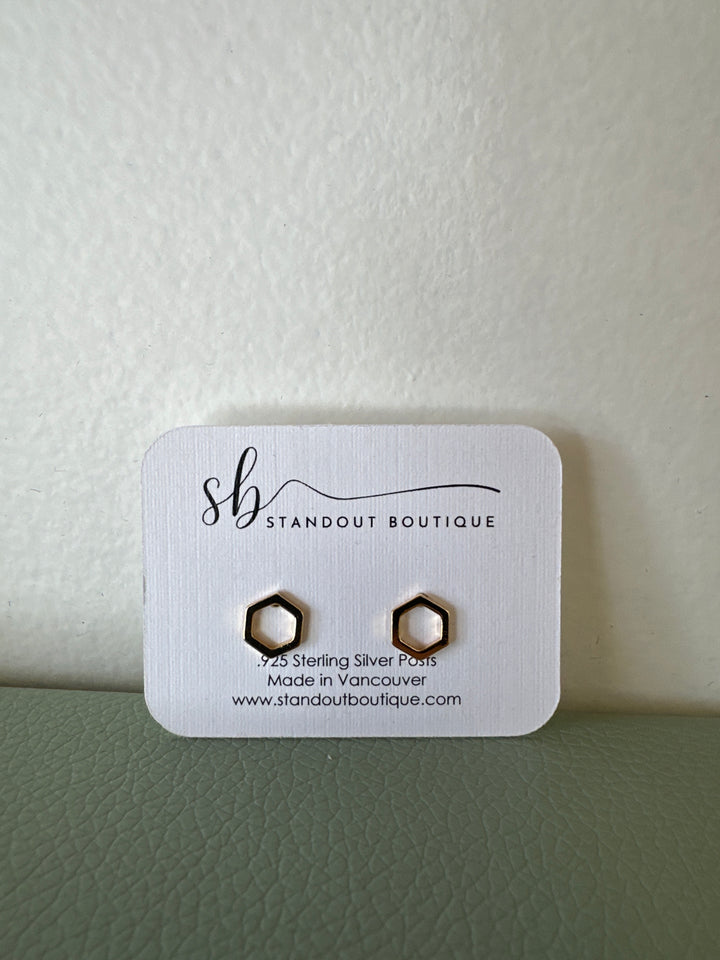 sb
STANDOUT BOUTIQUE
.925 Sterling Silver Posts
Made in Vancouver
www.standoutboutique.com